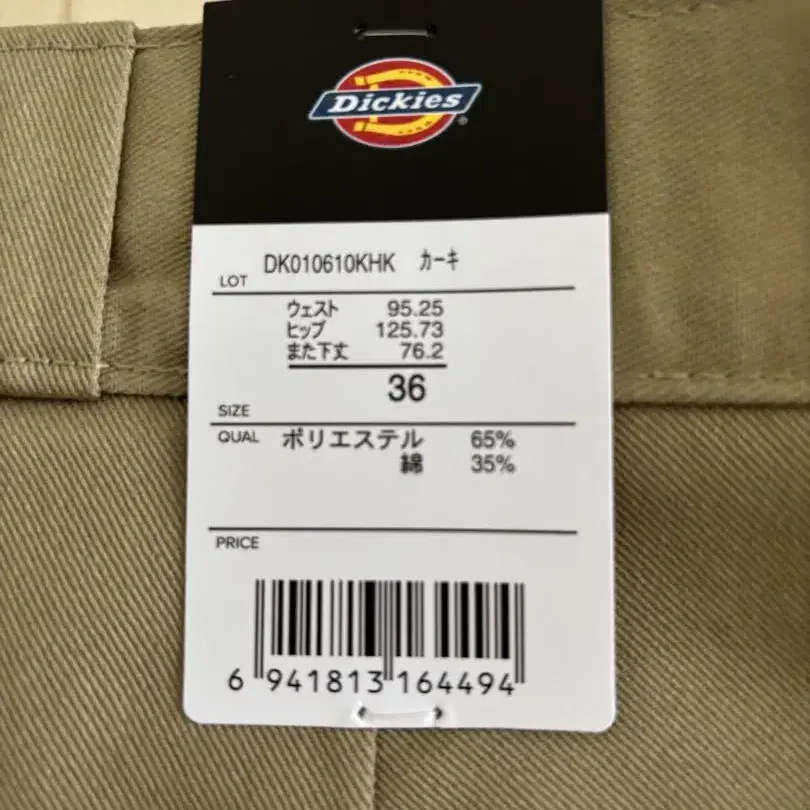 Dickies®
LOT DK010610KHK カーキ
ウェスト 95.25
ヒップ 125.73
また下丈 76.2
36
SIZE
QUAL ポリエステル 65%
綿 35%
PRICE
6 941813 164494